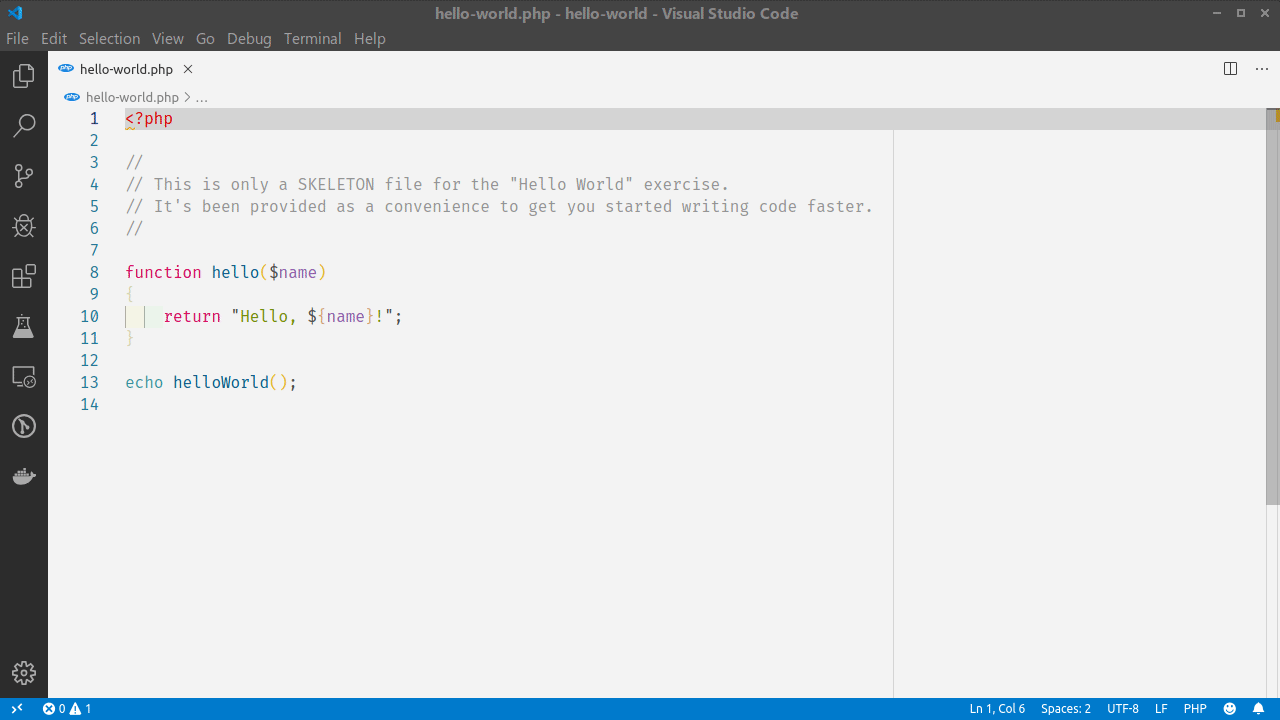 hello-world.php - hello-world - Visual Studio Code
File Edit Selection View Go Debug Terminal Help
php hello-world.php
php hello-world.php > ...
1 <?php
2
3 //
4 // This is only a SKELETON file for the "Hello World" exercise.
5 // It's been provided as a convenience to get you started writing code faster.
6 //
7
8 function hello($name)
9 {
10 return "Hello, ${name}!";
11 }
12
13 echo helloWorld();
14
0 1 Ln 1, Col 6 Spaces: 2 UTF-8 LF PHP